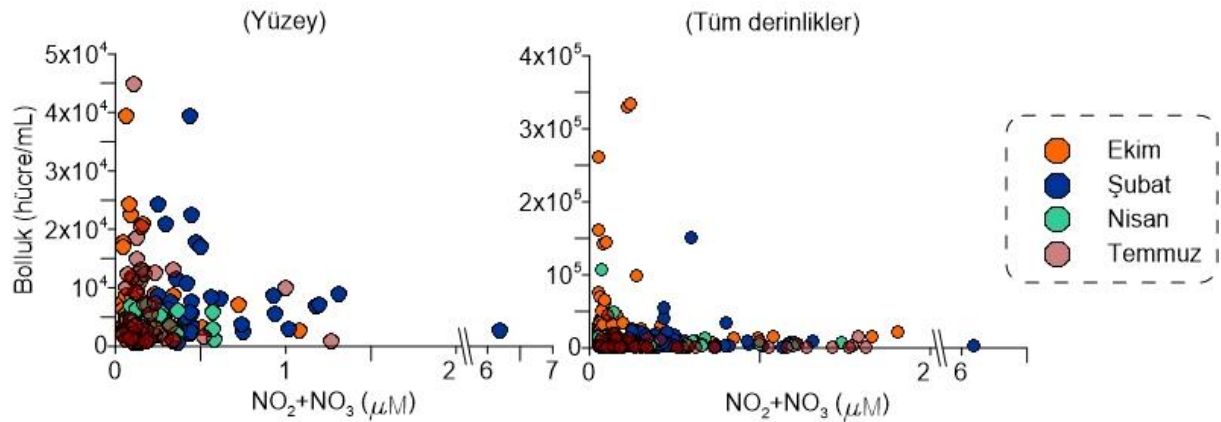 (Yüzey)
5x10⁴
4x10⁴
3x10⁴
2x10⁴
10⁴
0
Bolluk (hücre/mL)
0 1 2 6 7
NO₂+NO₃ (μM)
(Tüm derinlikler)
4x10⁵
3x10⁵
2x10⁵
10⁵
0
0 2 6
NO₂+NO₃ (μM)
Ekim
Şubat
Nisan
Temmuz